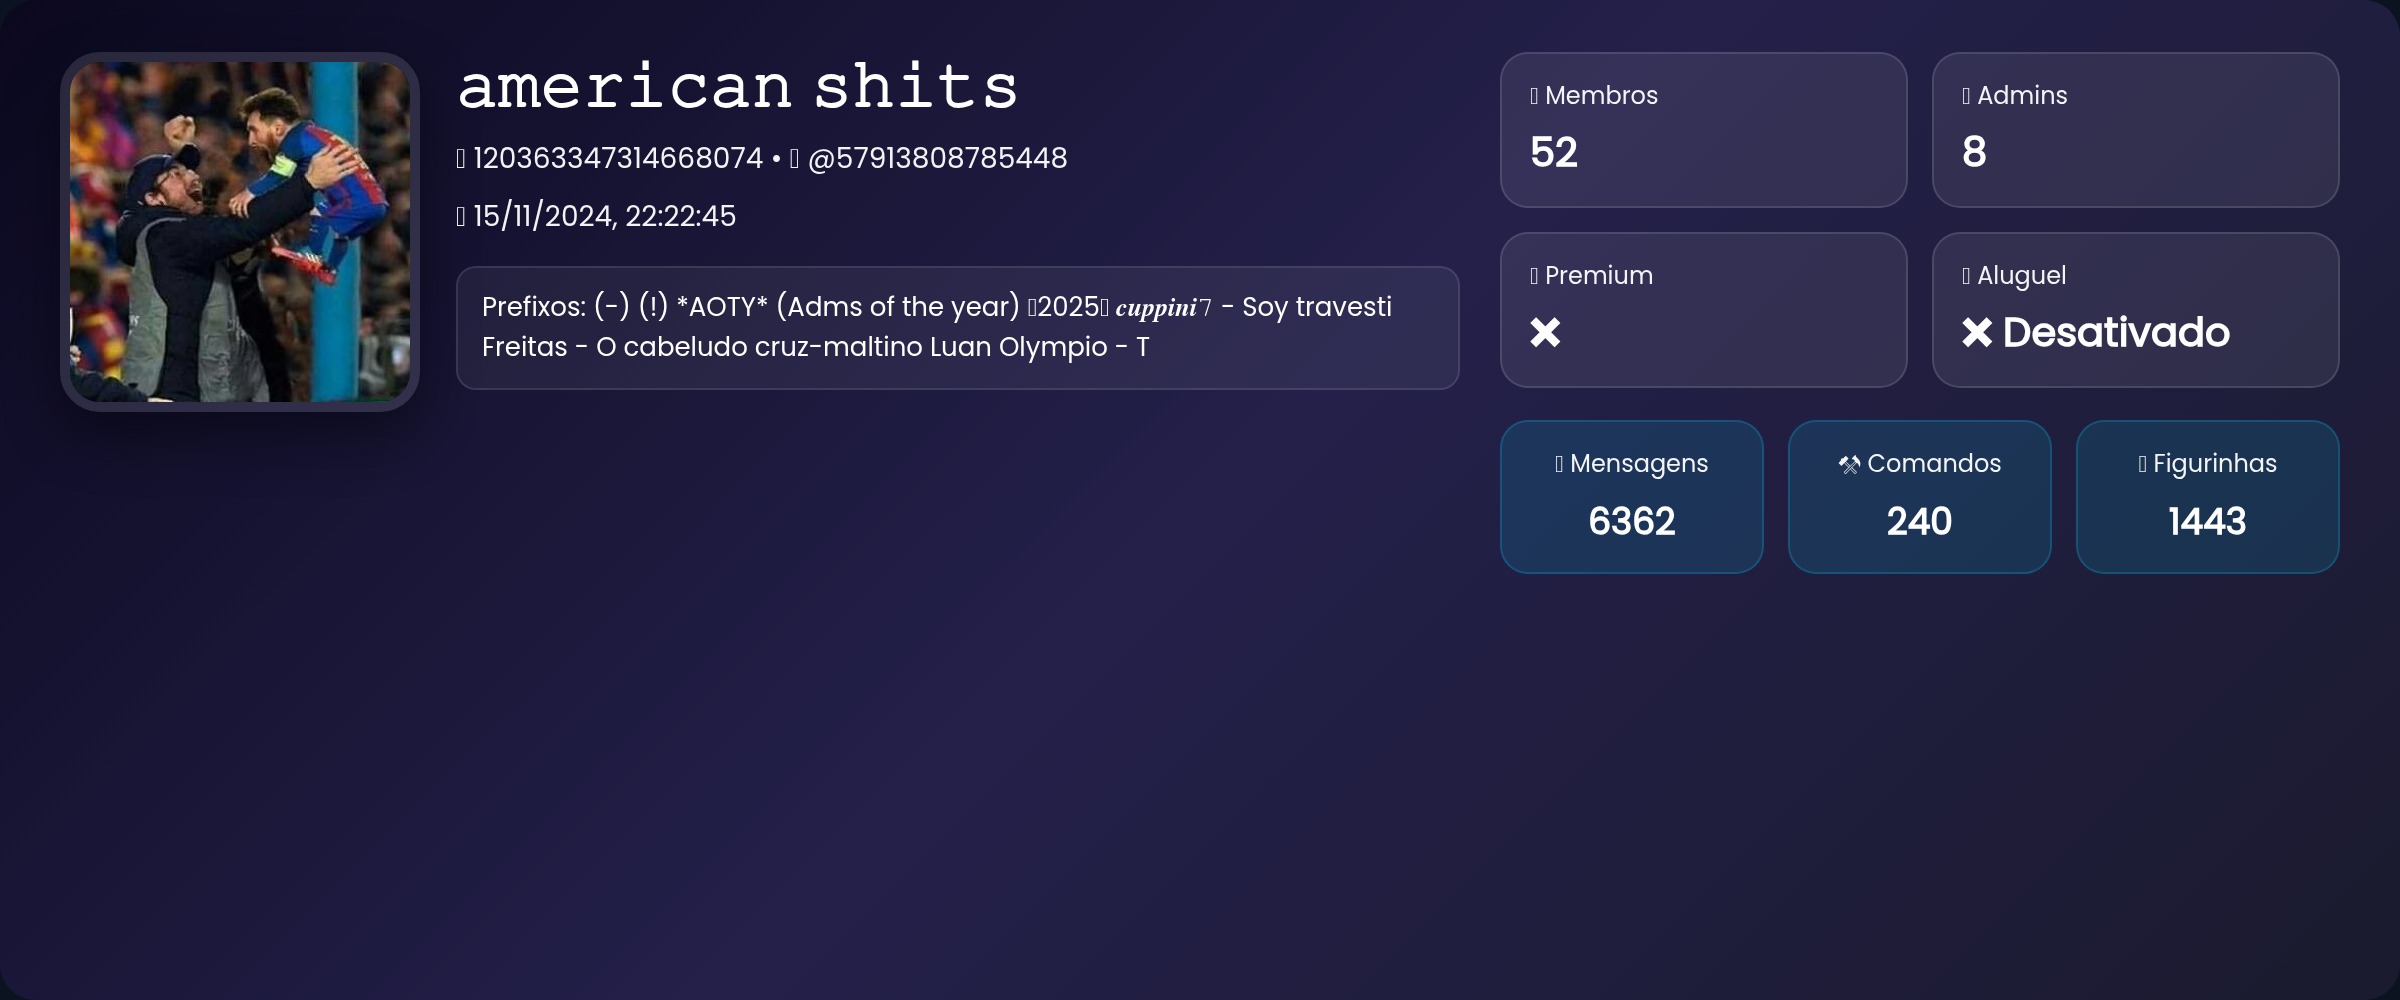 american shits
120363347314668074 • @57913808785448
15/11/2024, 22:22:45
Prefixos: (-) (!) *AOTY* (Adms of the year) 2025 𝒄𝒖𝒑𝒑𝒊𝒏𝒊7 - Soy travesti
Freitas - O cabeludo cruz-maltino Luan Olympio - T
Membros
52
Admins
8
Premium
❌
Aluguel
❌ Desativado
Mensagens
6362
⚒ Comandos
240
Figurinhas
1443